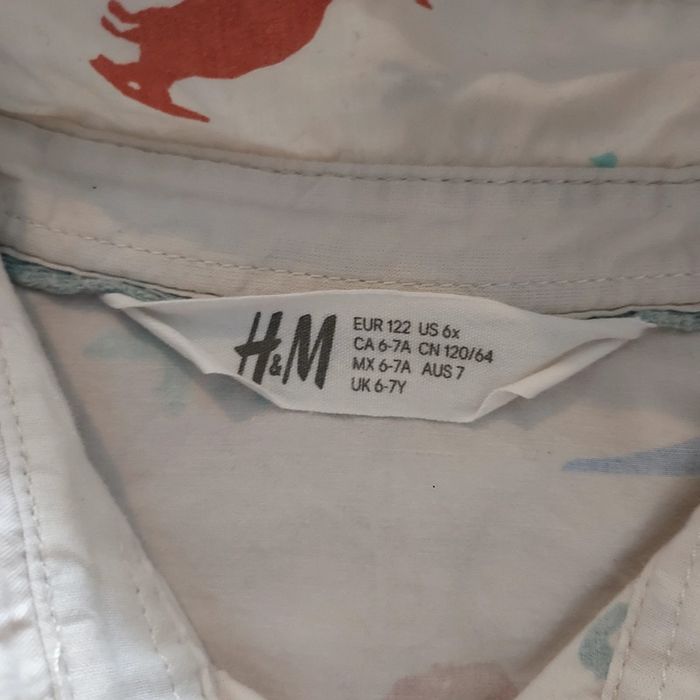 H&M
EUR 122 US 6x
CA 6-7A CN 120/64
MX 6-7A AUS 7
UK 6-7Y